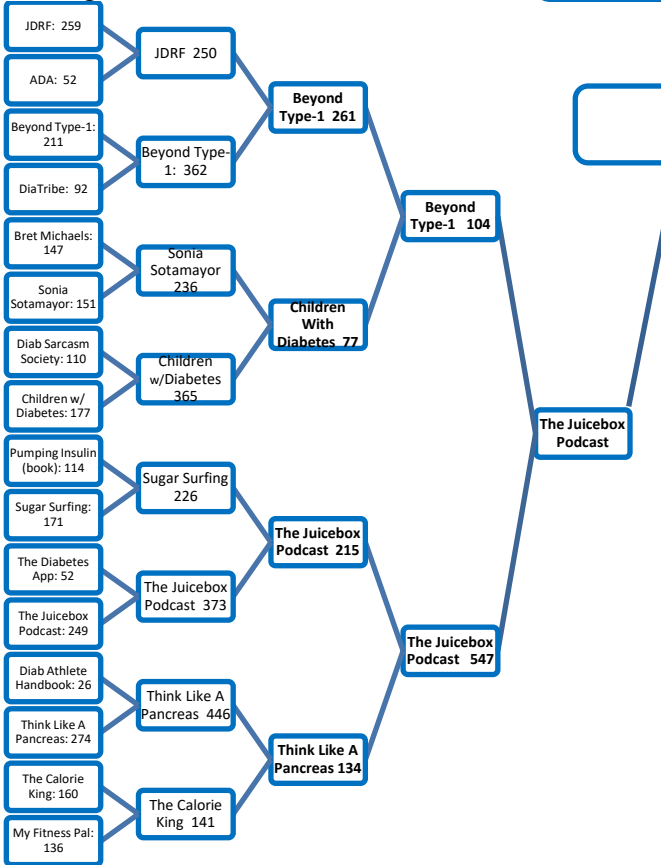 JDRF: 259
ADA: 52
Beyond Type-1:
211
DiaTribe: 92
Bret Michaels:
147
Sonia
Sotamayor: 151
Diab Sarcasm
Society: 110
Children w/
Diabetes: 177
Pumping Insulin
(book): 114
Sugar Surfing:
171
The Diabetes
App: 52
The Juicebox
Podcast: 249
Diab Athlete
Handbook: 26
Think Like A
Pancreas: 274
The Calorie
King: 160
My Fitness Pal:
136
JDRF 250
Beyond Type-
1: 362
Sonia
Sotamayor
236
Children
w/Diabetes
365
Sugar Surfing
226
The Juicebox
Podcast 373
Think Like A
Pancreas 446
The Calorie
King 141
Beyond
Type-1 261
Children
With
Diabetes 77
The Juicebox
Podcast 215
Think Like A
Pancreas 134
Beyond
Type-1 104
The Juicebox
Podcast 547
The Juicebox
Podcast